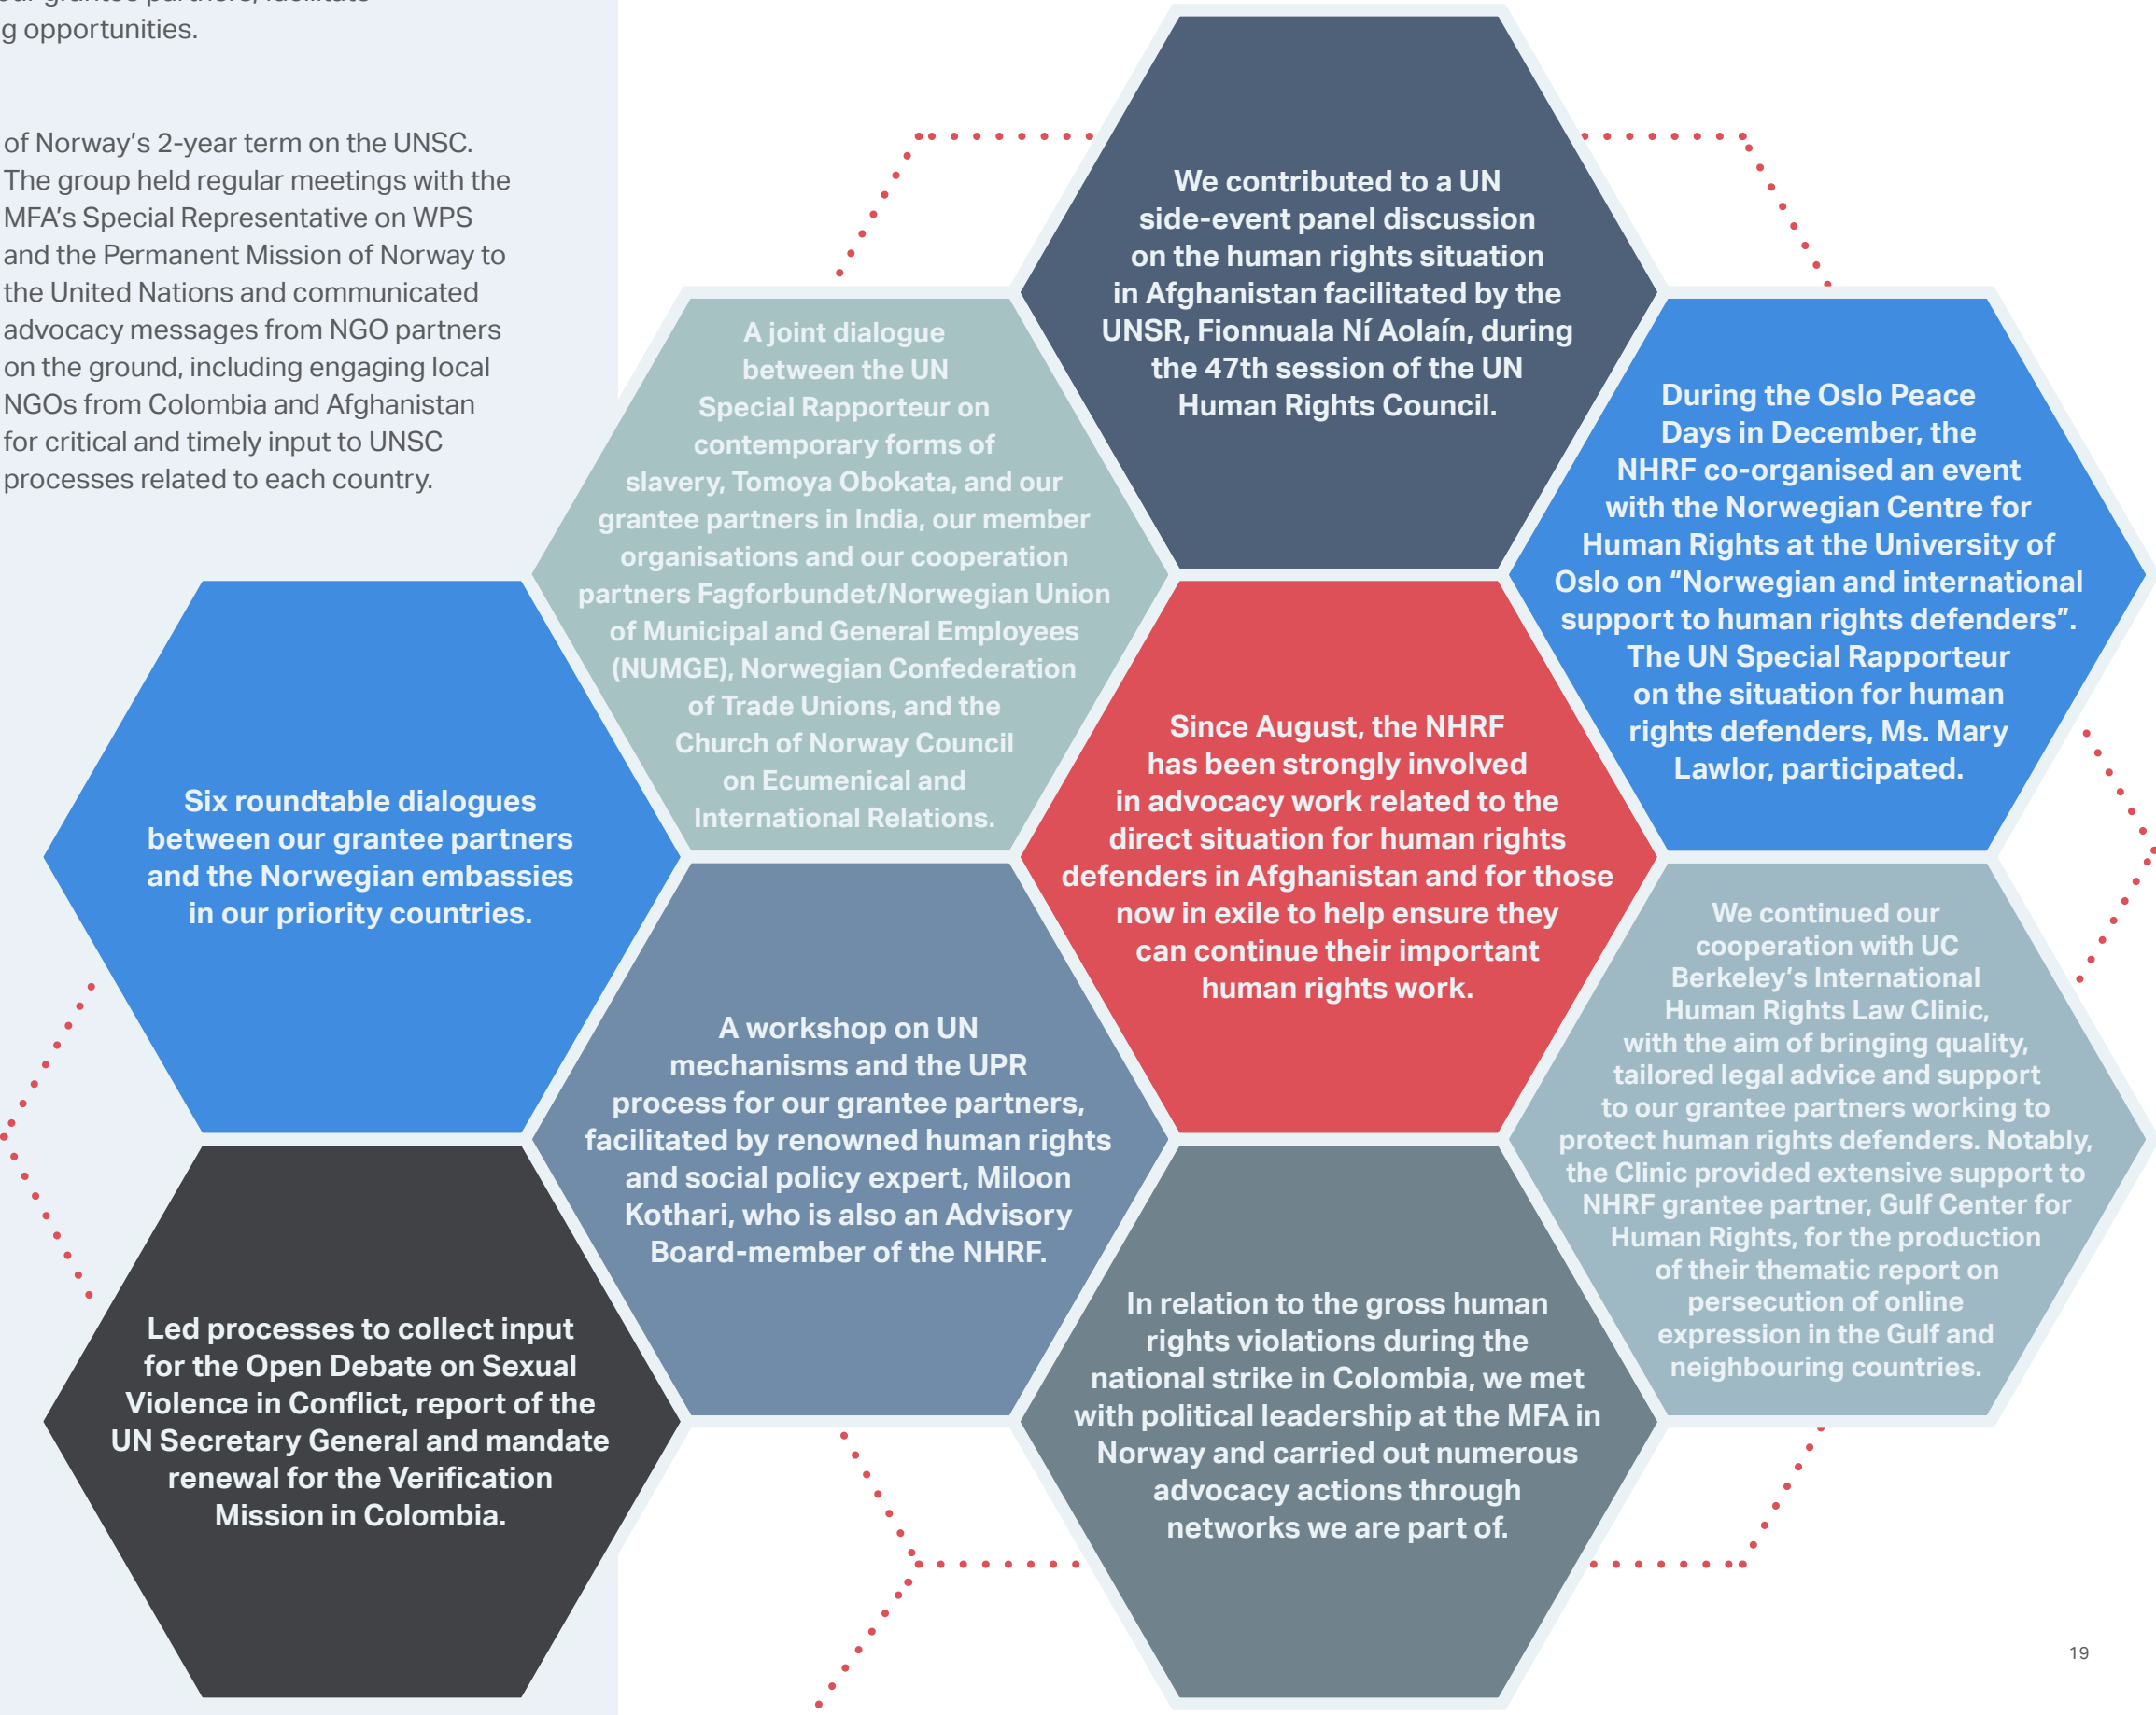 g opportunities.
of Norway's 2-year term on the UNSC.
The group held regular meetings with the
MFA's Special Representative on WPS
and the Permanent Mission of Norway to
the United Nations and communicated
advocacy messages from NGO partners
on the ground, including engaging local
NGOs from Colombia and Afghanistan
for critical and timely input to UNSC
processes related to each country.
We contributed to a UN
side-event panel discussion
on the human rights situation
in Afghanistan facilitated by the
UNSR, Fionnuala Ní Aolaín, during
the 47th session of the UN
Human Rights Council.
A joint dialogue
between the UN
Special Rapporteur on
contemporary forms of
slavery, Tomoya Obokata, and our
grantee partners in India, our member
organisations and our cooperation
partners Fagforbundet/Norwegian Union
of Municipal and General Employees
(NUMGE), Norwegian Confederation
of Trade Unions, and the
Church of Norway Council
on Ecumenical and
International Relations.
During the Oslo Peace
Days in December, the
NHRF co-organised an event
with the Norwegian Centre for
Human Rights at the University of
Oslo on “Norwegian and international
support to human rights defenders”.
The UN Special Rapporteur
on the situation for human
rights defenders, Ms. Mary
Lawlor, participated.
Six roundtable dialogues
between our grantee partners
and the Norwegian embassies
in our priority countries.
Since August, the NHRF
has been strongly involved
in advocacy work related to the
direct situation for human rights
defenders in Afghanistan and for those
now in exile to help ensure they
can continue their important
human rights work.
A workshop on UN
mechanisms and the UPR
process for our grantee partners,
facilitated by renowned human rights
and social policy expert, Miloon
Kothari, who is also an Advisory
Board-member of the NHRF.
We continued our
cooperation with UC
Berkeley's International
Human Rights Law Clinic,
with the aim of bringing quality,
tailored legal advice and support
to our grantee partners working to
protect human rights defenders. Notably,
the Clinic provided extensive support to
NHRF grantee partner, Gulf Center for
Human Rights, for the production
of their thematic report on
persecution of online
expression in the Gulf and
neighbouring countries.
Led processes to collect input
for the Open Debate on Sexual
Violence in Conflict, report of the
UN Secretary General and mandate
renewal for the Verification
Mission in Colombia.
In relation to the gross human
rights violations during the
national strike in Colombia, we met
with political leadership at the MFA in
Norway and carried out numerous
advocacy actions through
networks we are part of.
19